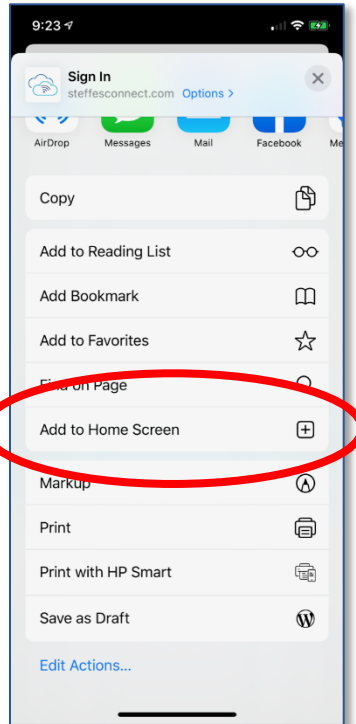 9:23
Sign In
steffesconnect.com Options >
AirDrop Messages Mail Facebook Me
Copy
Add to Reading List
Add Bookmark
Add to Favorites
Find on Page
Add to Home Screen
Markup
Print
Print with HP Smart
Save as Draft
Edit Actions...